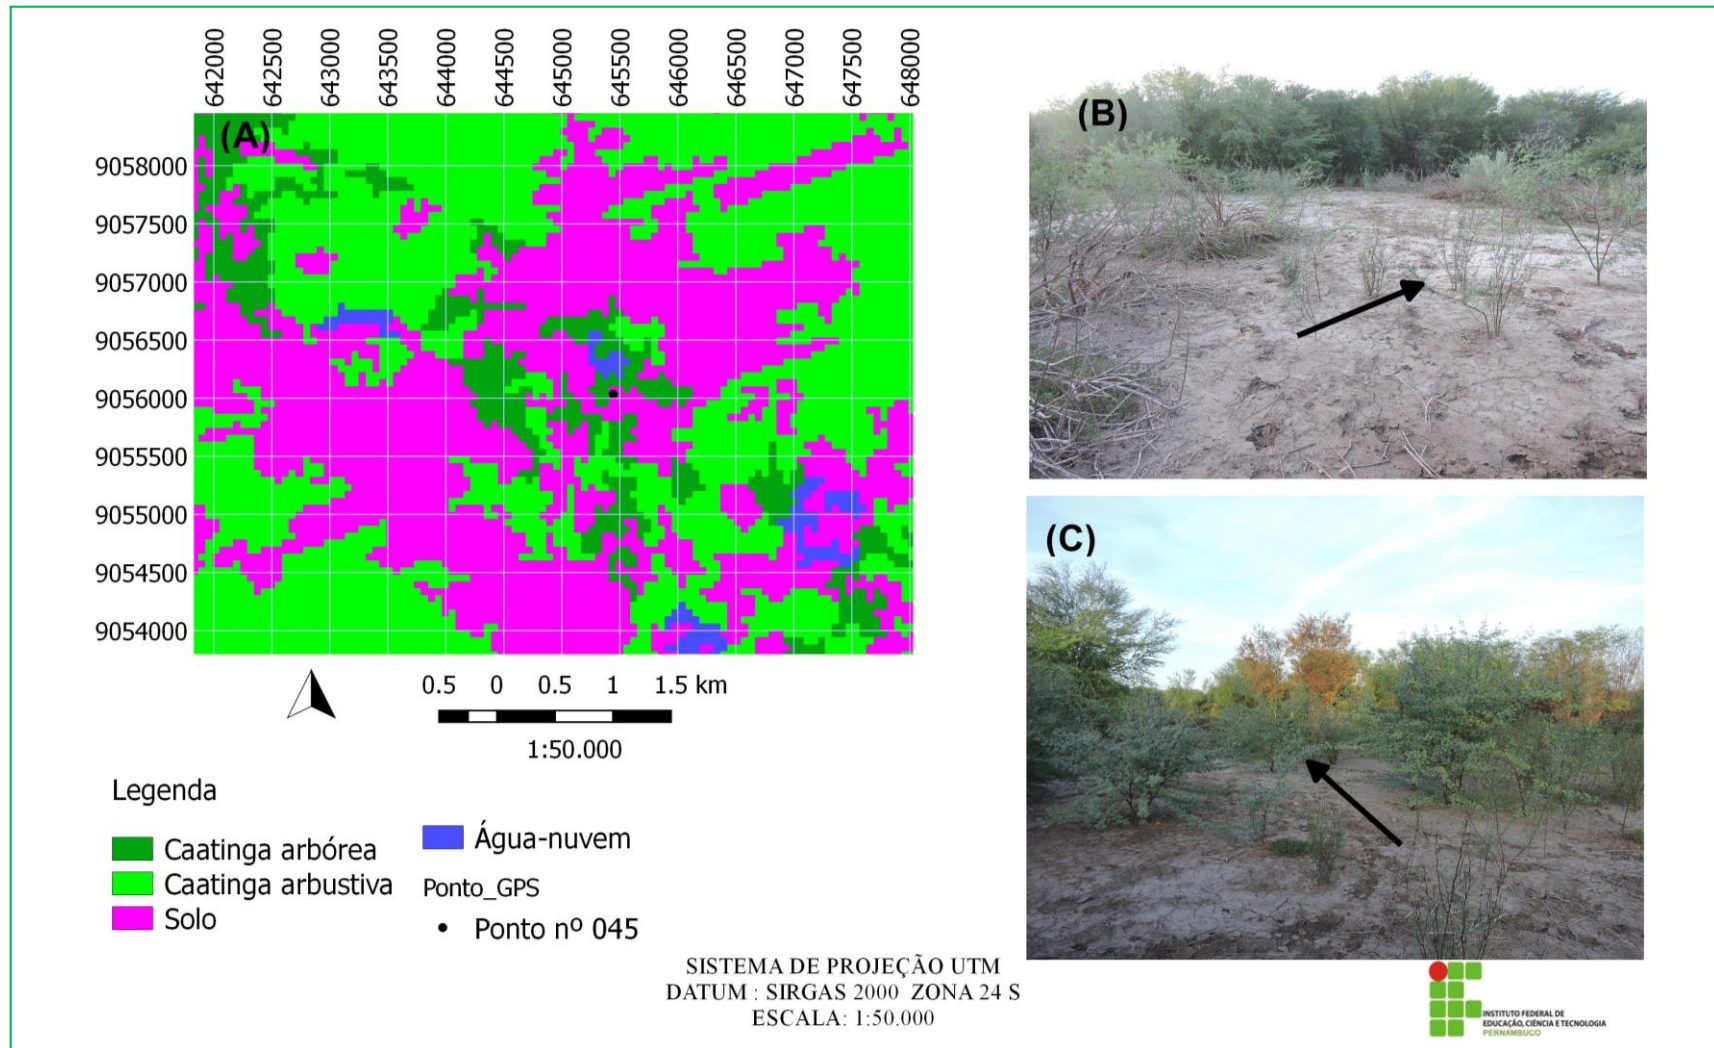 642000
642500
643000
643500
644000
644500
645000
645500
646000
646500
647000
647500
648000
(A)
9058000
9057500
9057000
9056500
9056000
9055500
9055000
9054500
9054000
0.5 0 0.5 1 1.5 km
1:50.000
Legenda
Caatinga arbórea
Caatinga arbustiva
Solo
Água-nuvem
Ponto_GPS
Ponto nº 045
(B)
(C)
SISTEMA DE PROJEÇÃO UTM
DATUM : SIRGAS 2000 ZONA 24 S
ESCALA: 1:50.000
INSTITUTO FEDERAL DE
EDUCAÇÃO, CIÊNCIA E TECNOLOGIA
PERNAMBUCO